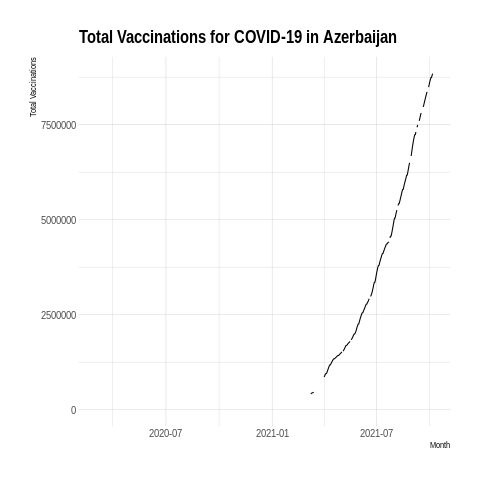 Total Vaccinations for COVID-19 in Azerbaijan
Total Vaccinations
7500000
5000000
2500000
0
2020-07 2021-01 2021-07
Month